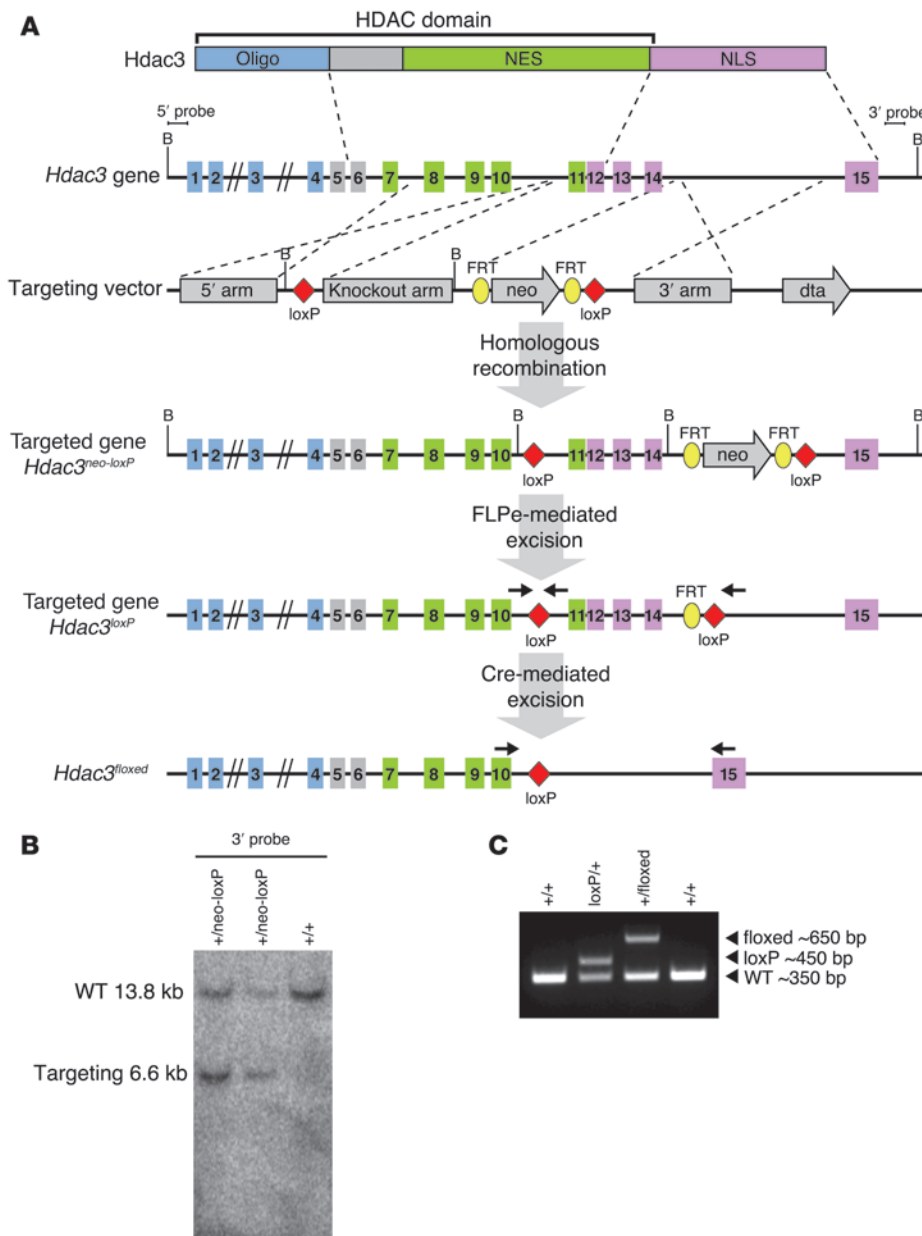 A
HDAC domain
Hdac3 Oligo NES NLS
5′ probe 3′ probe
B B
Hdac3 gene 1 2 3 4 5 6 7 8 9 10 11 12 13 14 15
B B FRT FRT
Targeting vector 5′ arm Knockout arm neo 3′ arm dta
loxP loxP
Homologous
recombination
B B B B
Targeted gene
Hdac3neo-loxP
1 2 3 4 5 6 7 8 9 10 11 12 13 14 FRT neo FRT 15
loxP loxP
FLPe-mediated
excision
Targeted gene
Hdac3loxP
1 2 3 4 5 6 7 8 9 10 11 12 13 14 FRT 15
loxP loxP
Cre-mediated
excision
Hdac3floxed 1 2 3 4 5 6 7 8 9 10 15
loxP
B
3′ probe
+/neo-loxP
+/neo-loxP
+/+
WT 13.8 kb
Targeting 6.6 kb
C
+/+
loxP/+
+/floxed
+/+
floxed ~650 bp
loxP ~450 bp
WT ~350 bp